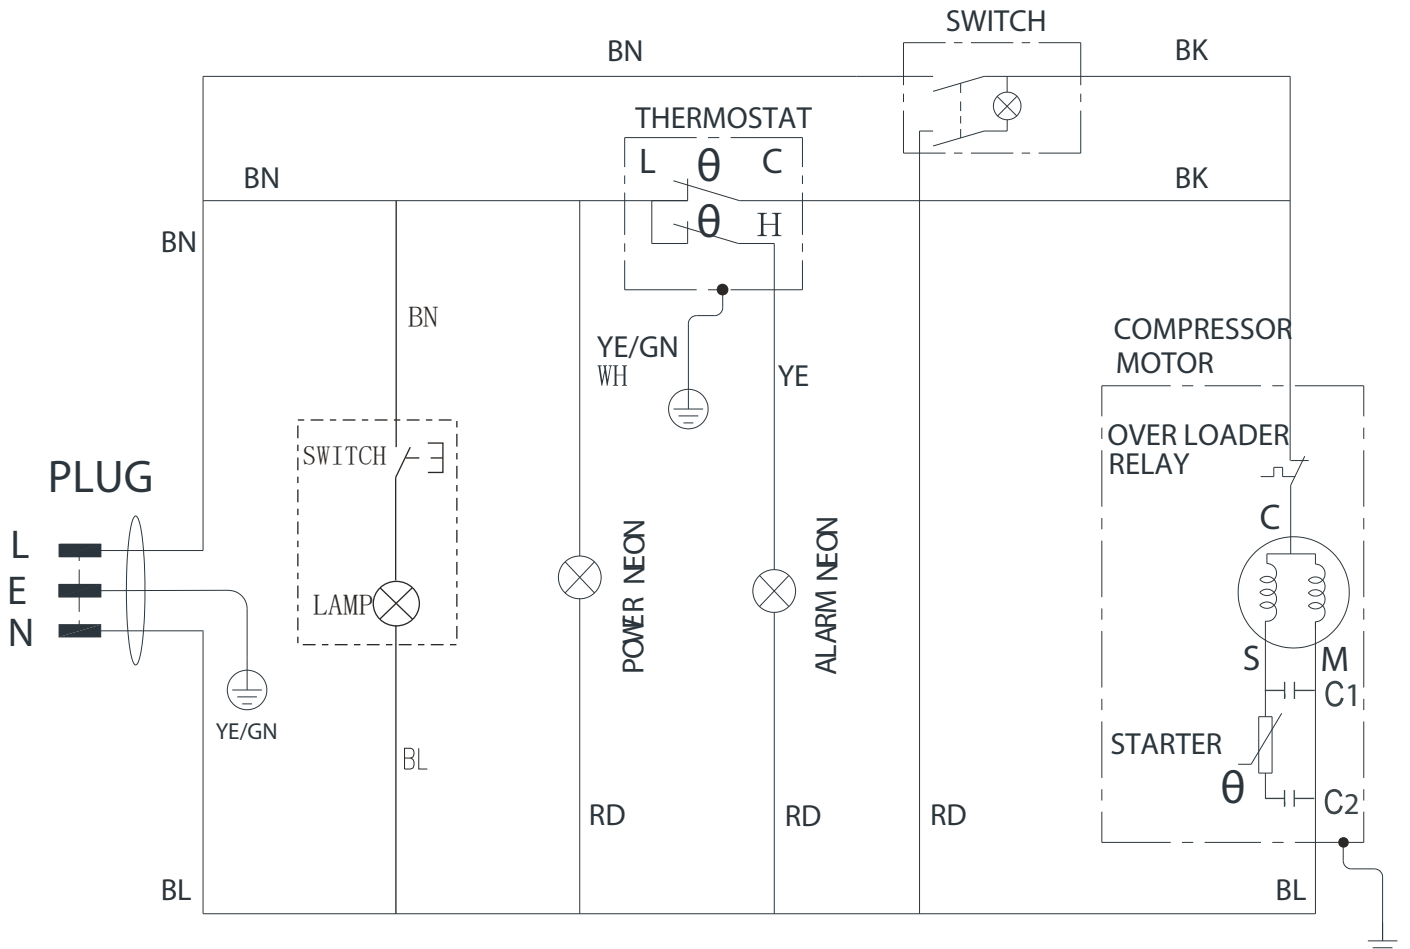 SWITCH
BN
BK
THERMOSTAT
L θ C
BN
BK
θ H
BN
BN
COMPRESSOR
MOTOR
YE/GN
WH
YE
OVER LOADER
RELAY
SWITCH
PLUG
C
L
E
N
LAMP
POWER NEON
ALARM NEON
S
M
C1
YE/GN
STARTER
BL
θ
C2
RD
RD
RD
BL
BL